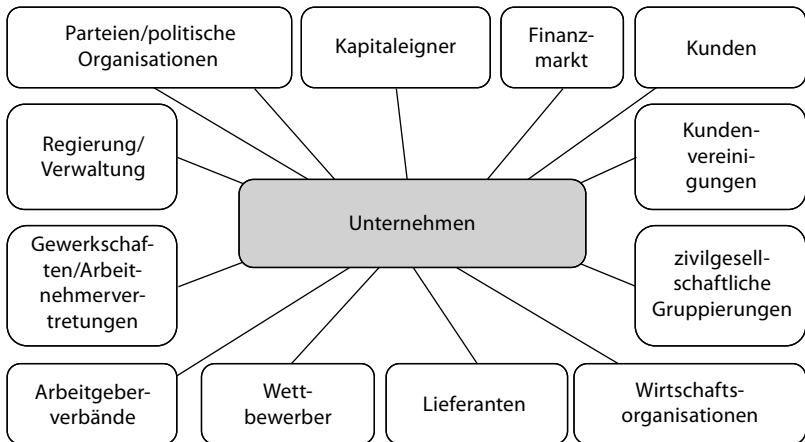 Parteien/politische
Organisationen
Kapitaleigner
Finanz-
markt
Kunden
Regierung/
Verwaltung
Kunden-
vereini-
gungen
Unternehmen
Gewerkschaf-
ten/Arbeit-
nehmerver-
tretungen
zivilgesell-
schaftliche
Gruppierungen
Arbeitgeber-
verbände
Wett-
bewerber
Lieferanten
Wirtschafts-
organisationen